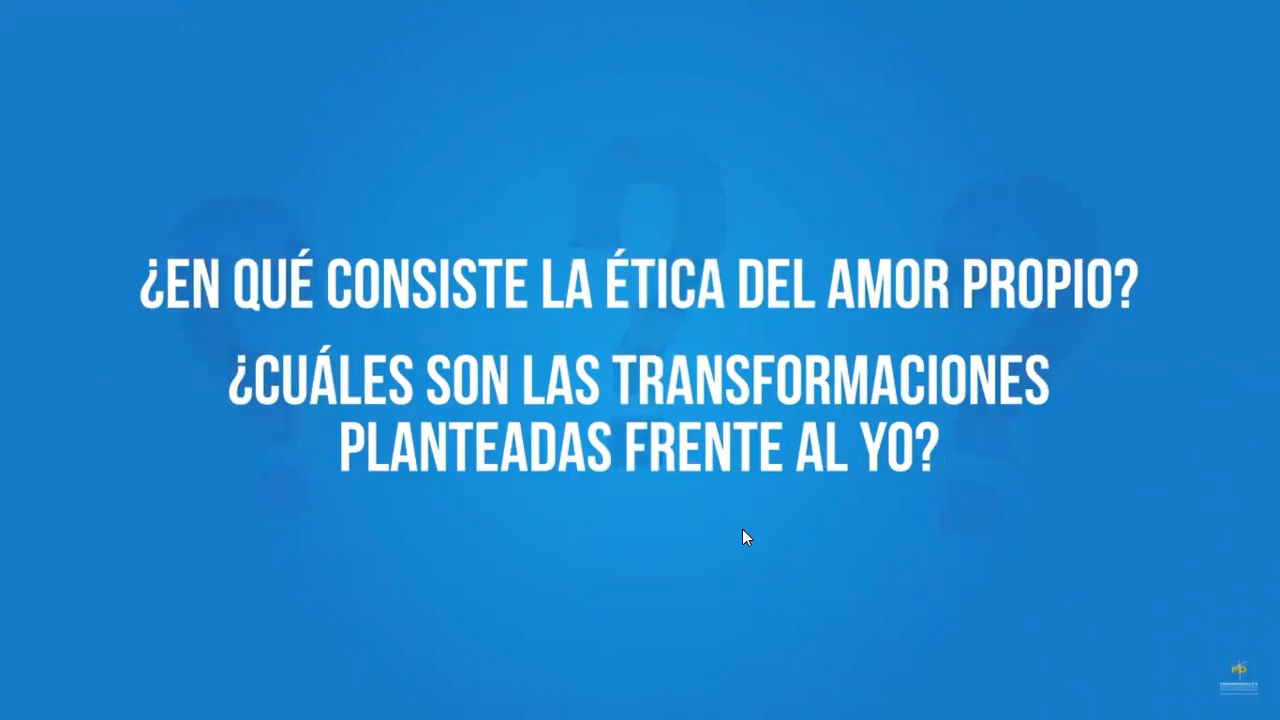 ¿EN QUÉ CONSISTE LA ÉTICA DEL AMOR PROPIO?
¿CUÁLES SON LAS TRANSFORMACIONES
PLANTEADAS FRENTE AL YO?